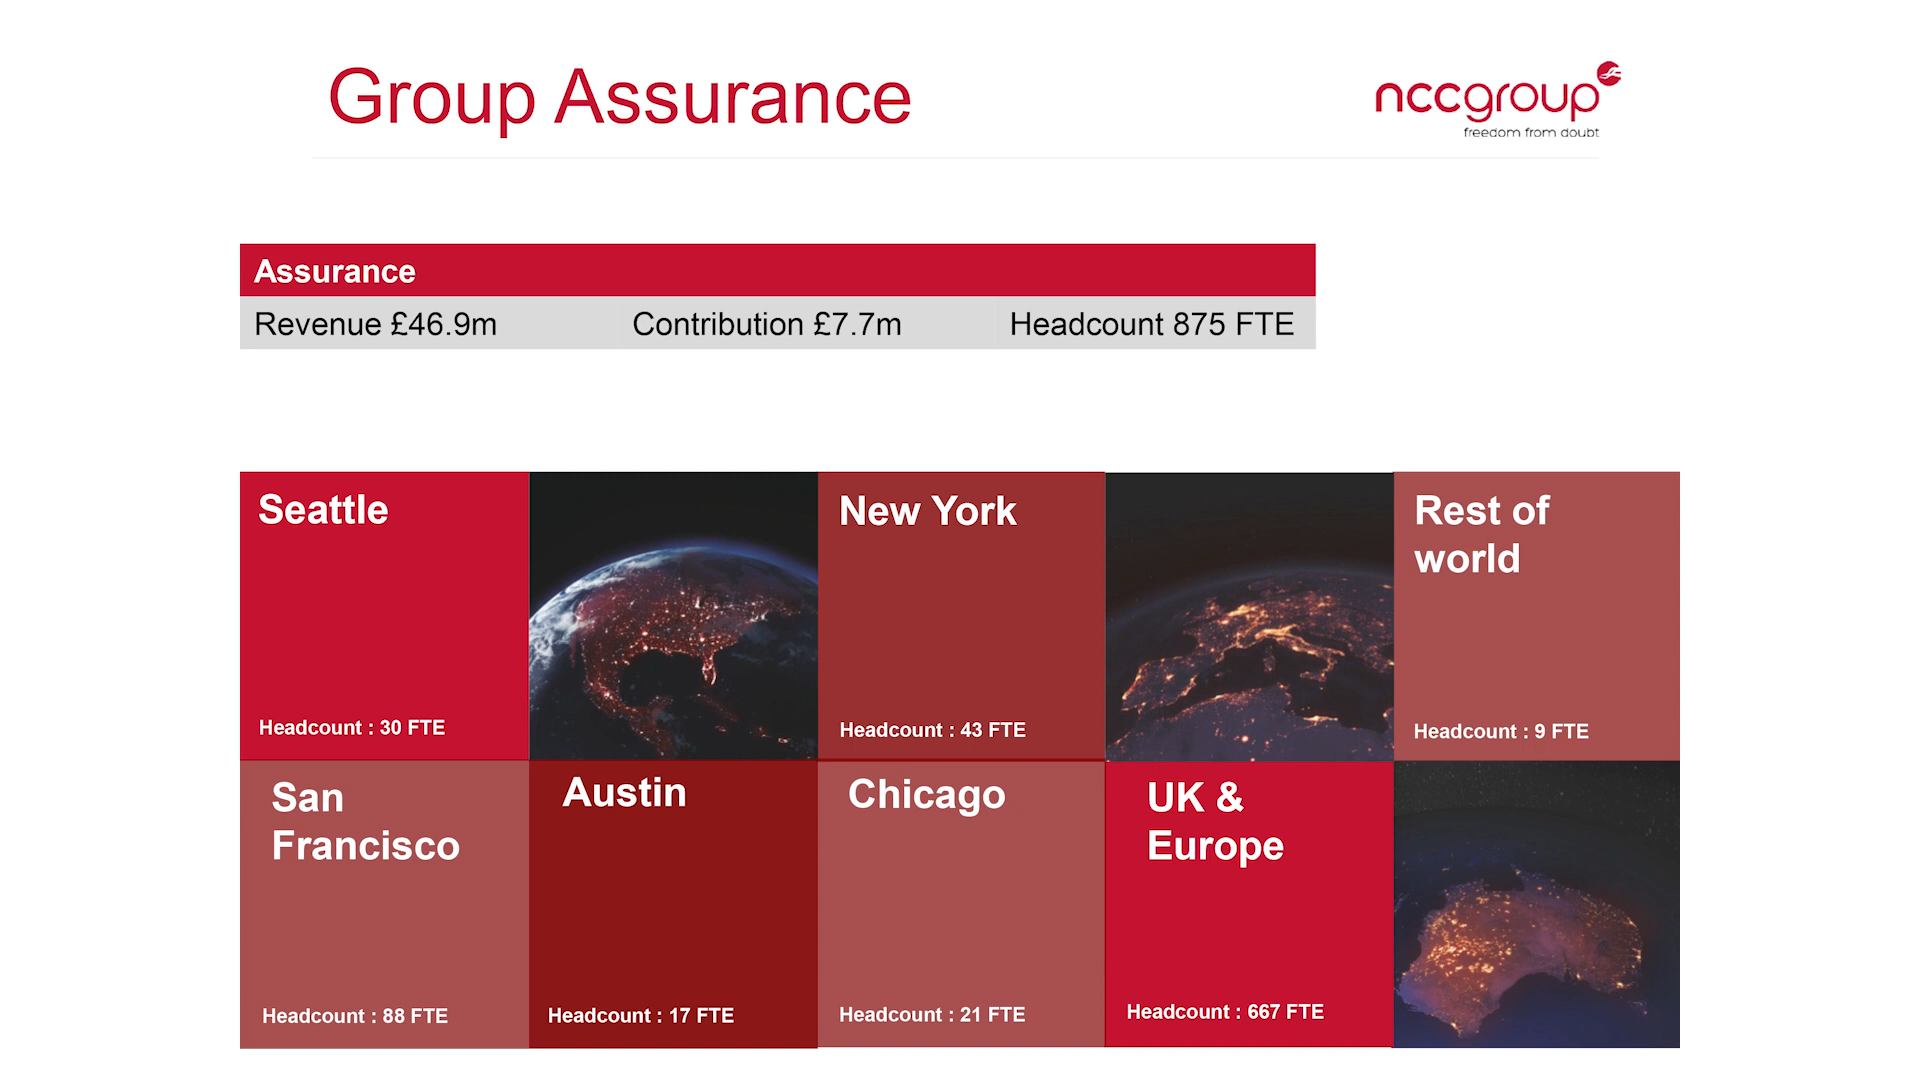 Group Assurance
nccgroup
freedom from doubt
Assurance
Revenue £46.9m Contribution £7.7m Headcount 875 FTE
Seattle
Headcount : 30 FTE
New York
Headcount : 43 FTE
Rest of
world
Headcount : 9 FTE
San
Francisco
Headcount : 88 FTE
Austin
Headcount : 17 FTE
Chicago
Headcount : 21 FTE
UK &
Europe
Headcount : 667 FTE